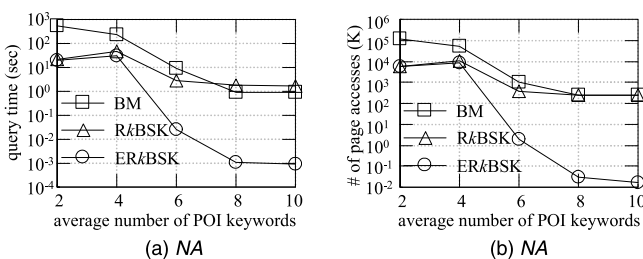 query time (sec)
10³
10²
10¹
10⁰
10⁻¹
10⁻²
10⁻³
10⁻⁴
BM
RkBSK
ERkBSK
2 4 6 8 10
average number of POI keywords
(a) NA
# of page accesses (K)
10⁶
10⁵
10⁴
10³
10²
10¹
10⁰
10⁻¹
10⁻²
BM
RkBSK
ERkBSK
2 4 6 8 10
average number of POI keywords
(b) NA